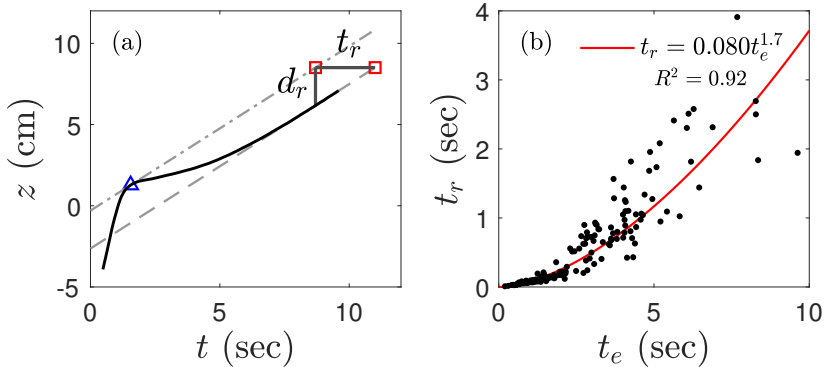 (a)
10
5
0
-5
0
5
10
z (cm)
t (sec)
t_r
d_r
(b)
t_r = 0.080t_e^{1.7}
R^2 = 0.92
4
3
2
1
0
0
5
10
t_r (sec)
t_e (sec)